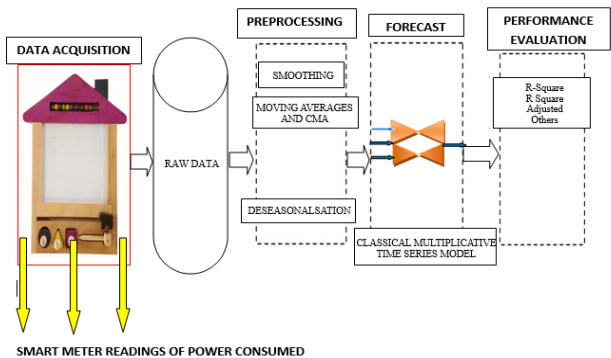 DATA ACQUISITION
PREPROCESSING
FORECAST
PERFORMANCE
EVALUATION
SMOOTHING
MOVING AVERAGES
AND CMA
RAW DATA
DESEASONALSATION
CLASSICAL MULTIPLICATIVE
TIME SERIES MODEL
R-Square
R Square
Adjusted
Others
SMART METER READINGS OF POWER CONSUMED